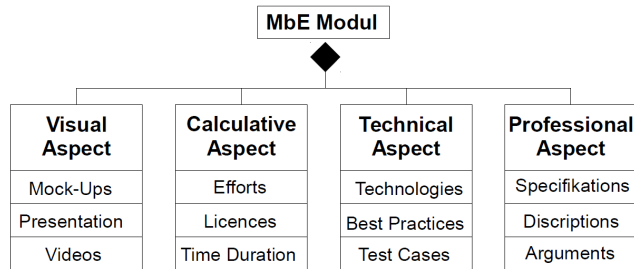 MbE Modul
Visual
Aspect
Mock-Ups
Presentation
Videos
Calculative
Aspect
Efforts
Licences
Time Duration
Technical
Aspect
Technologies
Best Practices
Test Cases
Professional
Aspect
Specifikations
Discriptions
Arguments